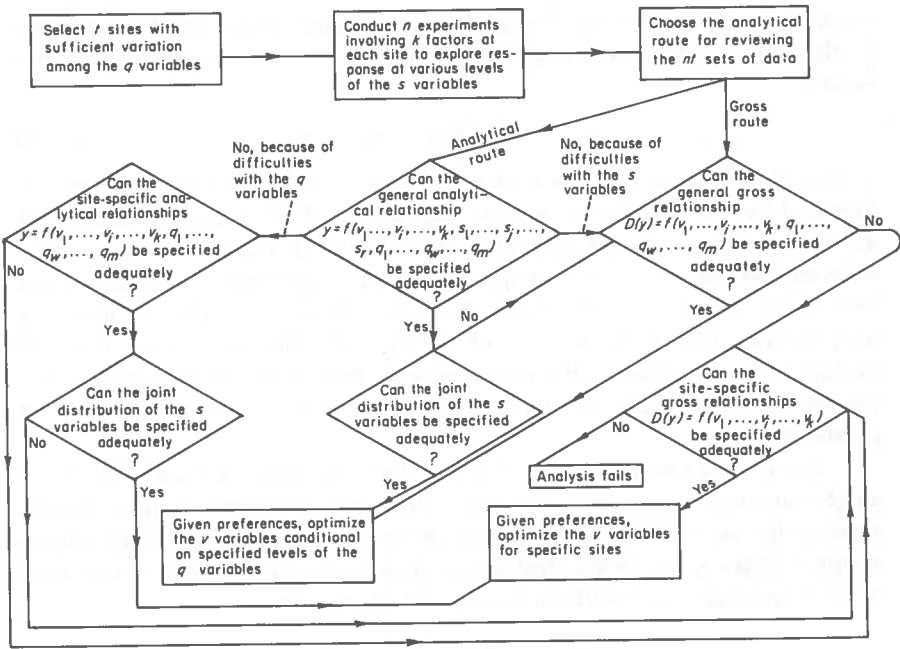 Select t sites with
sufficient variation
among the q variables
Conduct n experiments
involving k factors at
each site to explore res-
ponse at various levels
of the s variables
Choose the analytical
route for reviewing
the nt sets of data
Gross
route
Analytical
route
No, because of
difficulties
with the q
variables
No, because of
difficulties
with the s
variables
Can the
site-specific ana-
lytical relationships
y=f(v₁,..., vᵢ,..., vₖ, q₁,...,
q_w,..., qₘ) be specified
adequately
?
Can the
general analyti-
cal relationship
y=f(v₁..., vᵢ,..., vₖ, s₁,..., sⱼ,...,
sᵣ, q₁,..., q_w,..., qₘ)
be specified
adequately
?
Can the
general gross
relationship
D(y)=f(v₁,..., vᵢ,..., vₖ, q₁,...,
q_w,..., qₘ) be specified
adequately
?
No
No
Yes
Yes
No
Yes
Can the joint
distribution of the s
variables be specified
adequately
?
No
Yes
Can the joint
distribution of the s
variables be specified
adequately
?
Yes
Can the
site-specific
gross relationships
D(y)=f(v₁,..., vᵢ,..., vₖ)
be specified
adequately
?
No
Yes
Analysis fails
Given preferences, optimize
the v variables conditional
on specified levels of the
q variables
Given preferences,
optimize the v variables
for specific sites